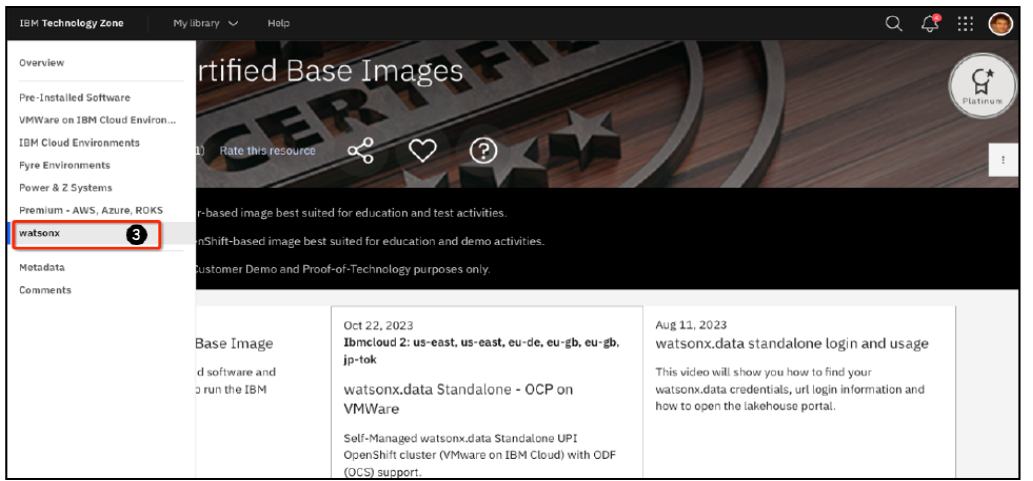 IBM Technology Zone
My library
Help
Overview
Pre-Installed Software
VMWare on IBM Cloud Environ...
IBM Cloud Environments
Fyre Environments
Power & Z Systems
Premium - AWS, Azure, ROKS
watsonx
3
Metadata
Comments
rtified Base Images
CERTIFI
1) Rate this resource
Platinum
r-based image best suited for education and test activities.
nShift-based image best suited for education and demo activities.
Customer Demo and Proof-of-Technology purposes only.
Base Image
d software and
o run the IBM
Oct 22, 2023
Ibmcloud 2: us-east, us-east, eu-de, eu-gb, eu-gb,
jp-tok
watsonx.data Standalone - OCP on
VMWare
Self-Managed watsonx.data Standalone UPI
OpenShift cluster (VMware on IBM Cloud) with ODF
(OCS) support.
Aug 11, 2023
watsonx.data standalone login and usage
This video will show you how to find your
watsonx.data credentials, url login information and
how to open the lakehouse portal.